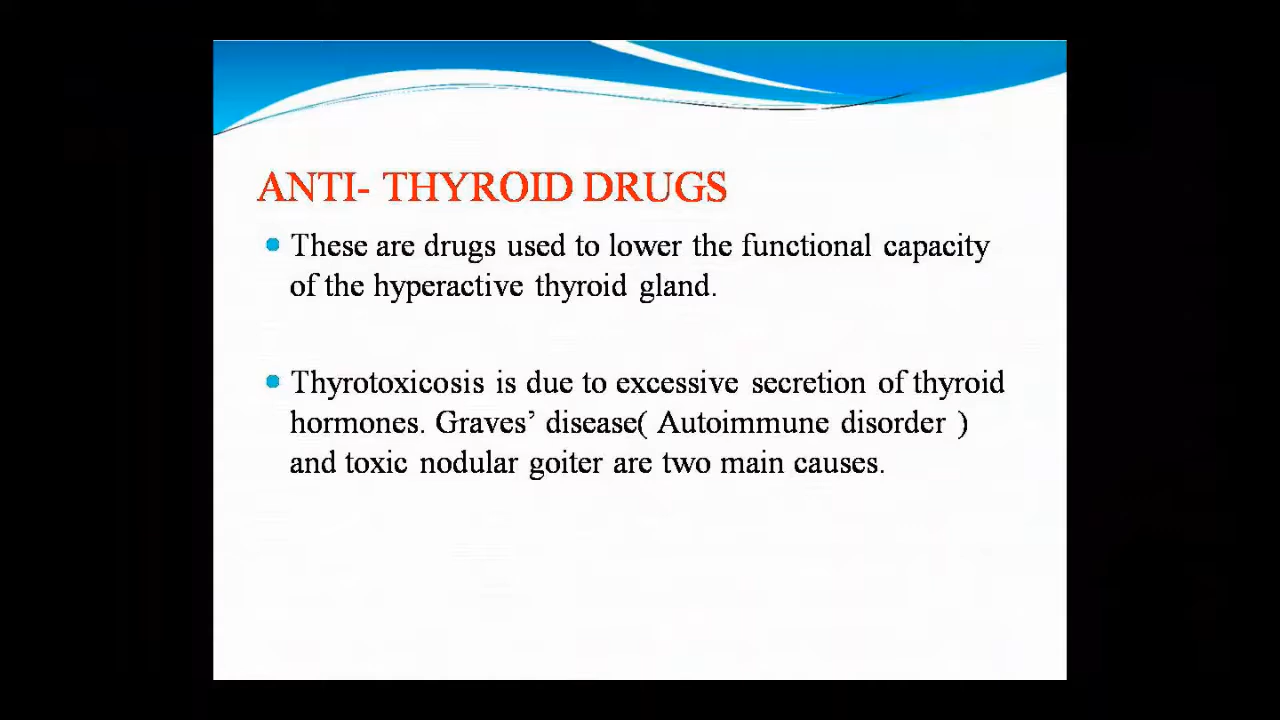 ANTI- THYROID DRUGS
These are drugs used to lower the functional capacity
of the hyperactive thyroid gland.
Thyrotoxicosis is due to excessive secretion of thyroid
hormones. Graves’ disease( Autoimmune disorder )
and toxic nodular goiter are two main causes.